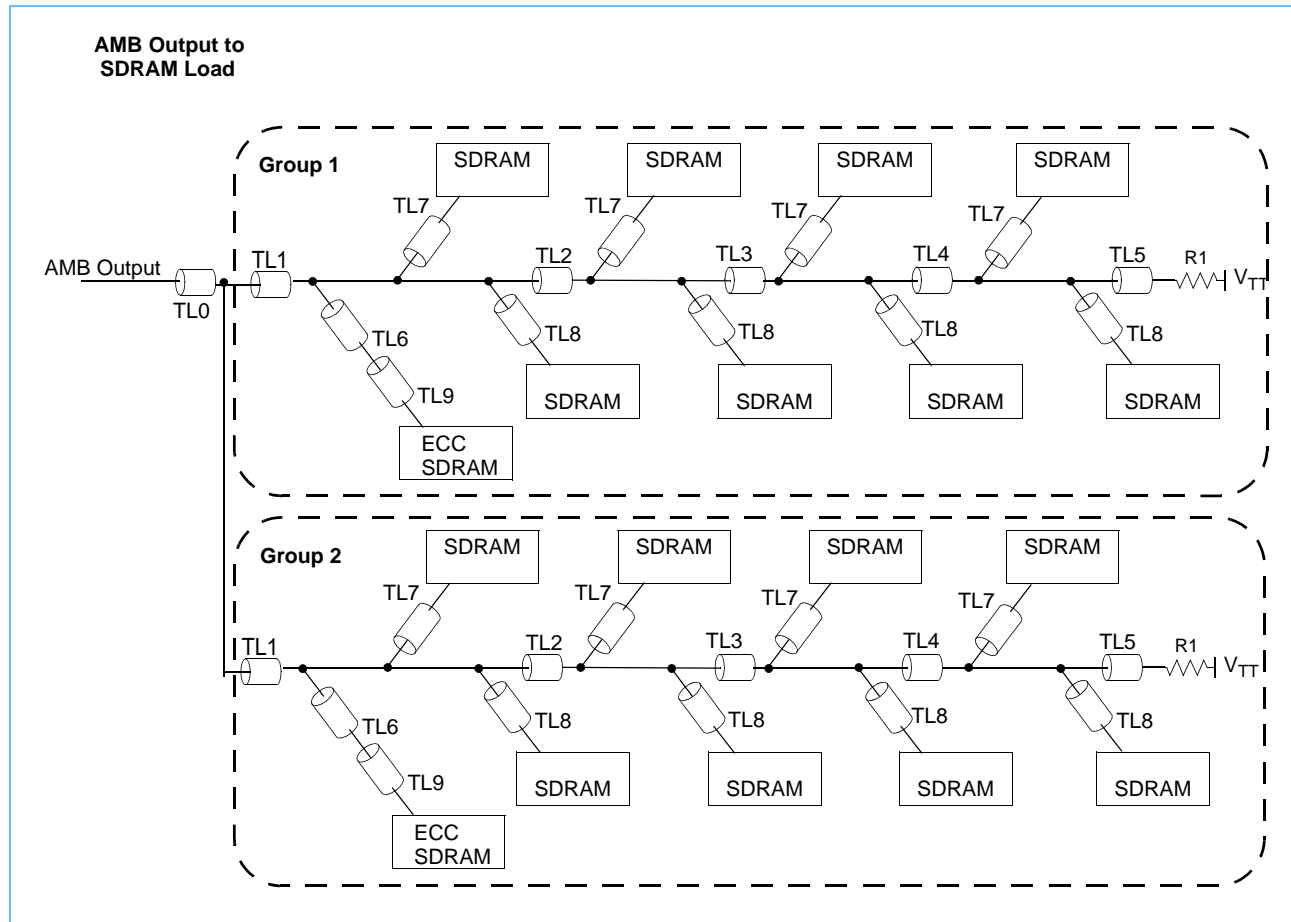 AMB Output to
SDRAM Load
Group 1
SDRAM SDRAM SDRAM SDRAM
TL7 TL7 TL7 TL7
AMB Output TL0 TL1 TL2 TL3 TL4 TL5 R1 VTT
TL6 TL8 TL8 TL8 TL8
TL9
SDRAM SDRAM SDRAM SDRAM
ECC
SDRAM
Group 2
SDRAM SDRAM SDRAM SDRAM
TL7 TL7 TL7 TL7
TL1 TL2 TL3 TL4 TL5 R1 VTT
TL6 TL8 TL8 TL8 TL8
TL9
SDRAM SDRAM SDRAM SDRAM
ECC
SDRAM